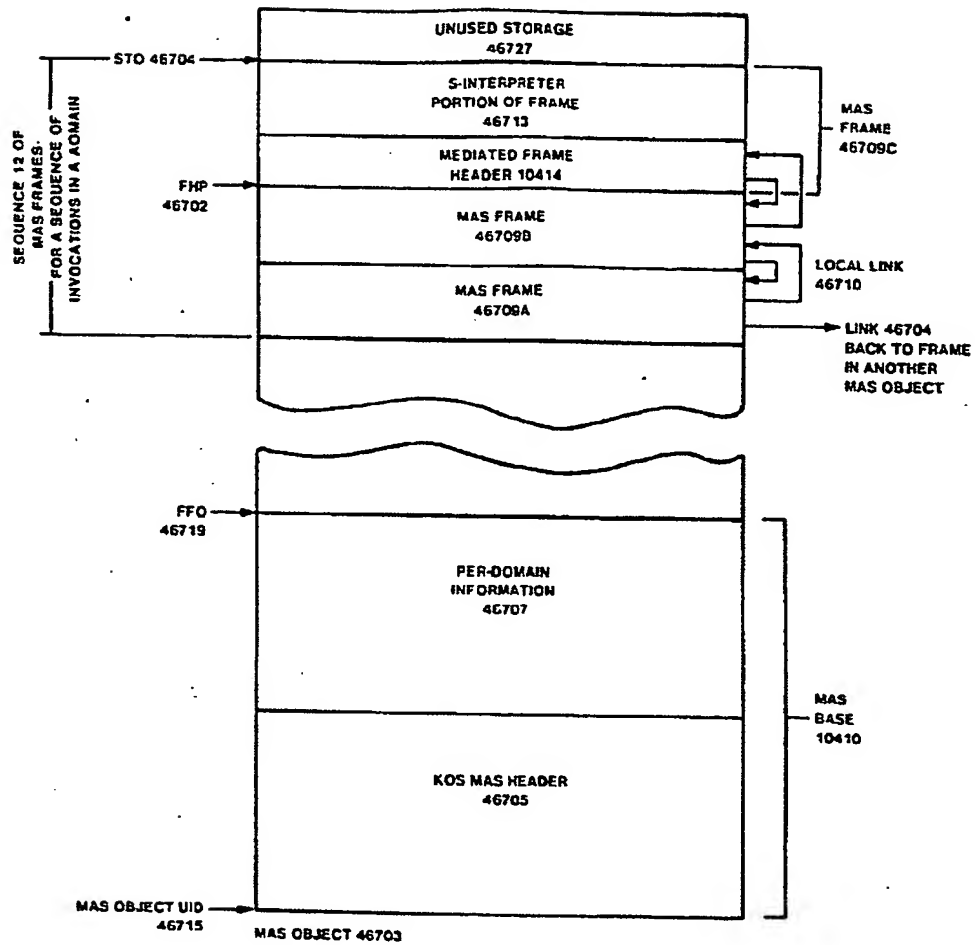 UNUSED STORAGE
46727
STO 46704
S-INTERPRETER
PORTION OF FRAME
46713
MAS
FRAME
46709C
SEQUENCE 12 OF
MAS FRAMES-
FOR A SEQUENCE OF
INVOCATIONS IN A AOMAIN
MEDIATED FRAME
HEADER 10414
FHP
46702
MAS FRAME
46709B
LOCAL LINK
46710
MAS FRAME
46709A
LINK 46704
BACK TO FRAME
IN ANOTHER
MAS OBJECT
FFO
46719
PER-DOMAIN
INFORMATION
46707
MAS
BASE
10410
KOS MAS HEADER
46705
MAS OBJECT UID
46715
MAS OBJECT 46703